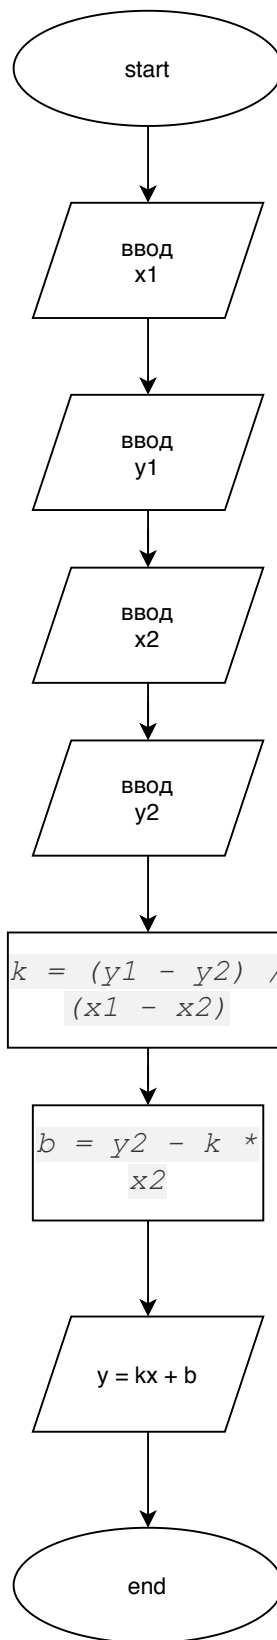 start
ввод
x1
ввод
y1
ввод
x2
ввод
y2
k = (y1 - y2) /
(x1 - x2)
b = y2 - k *
x2
y = kx + b
end